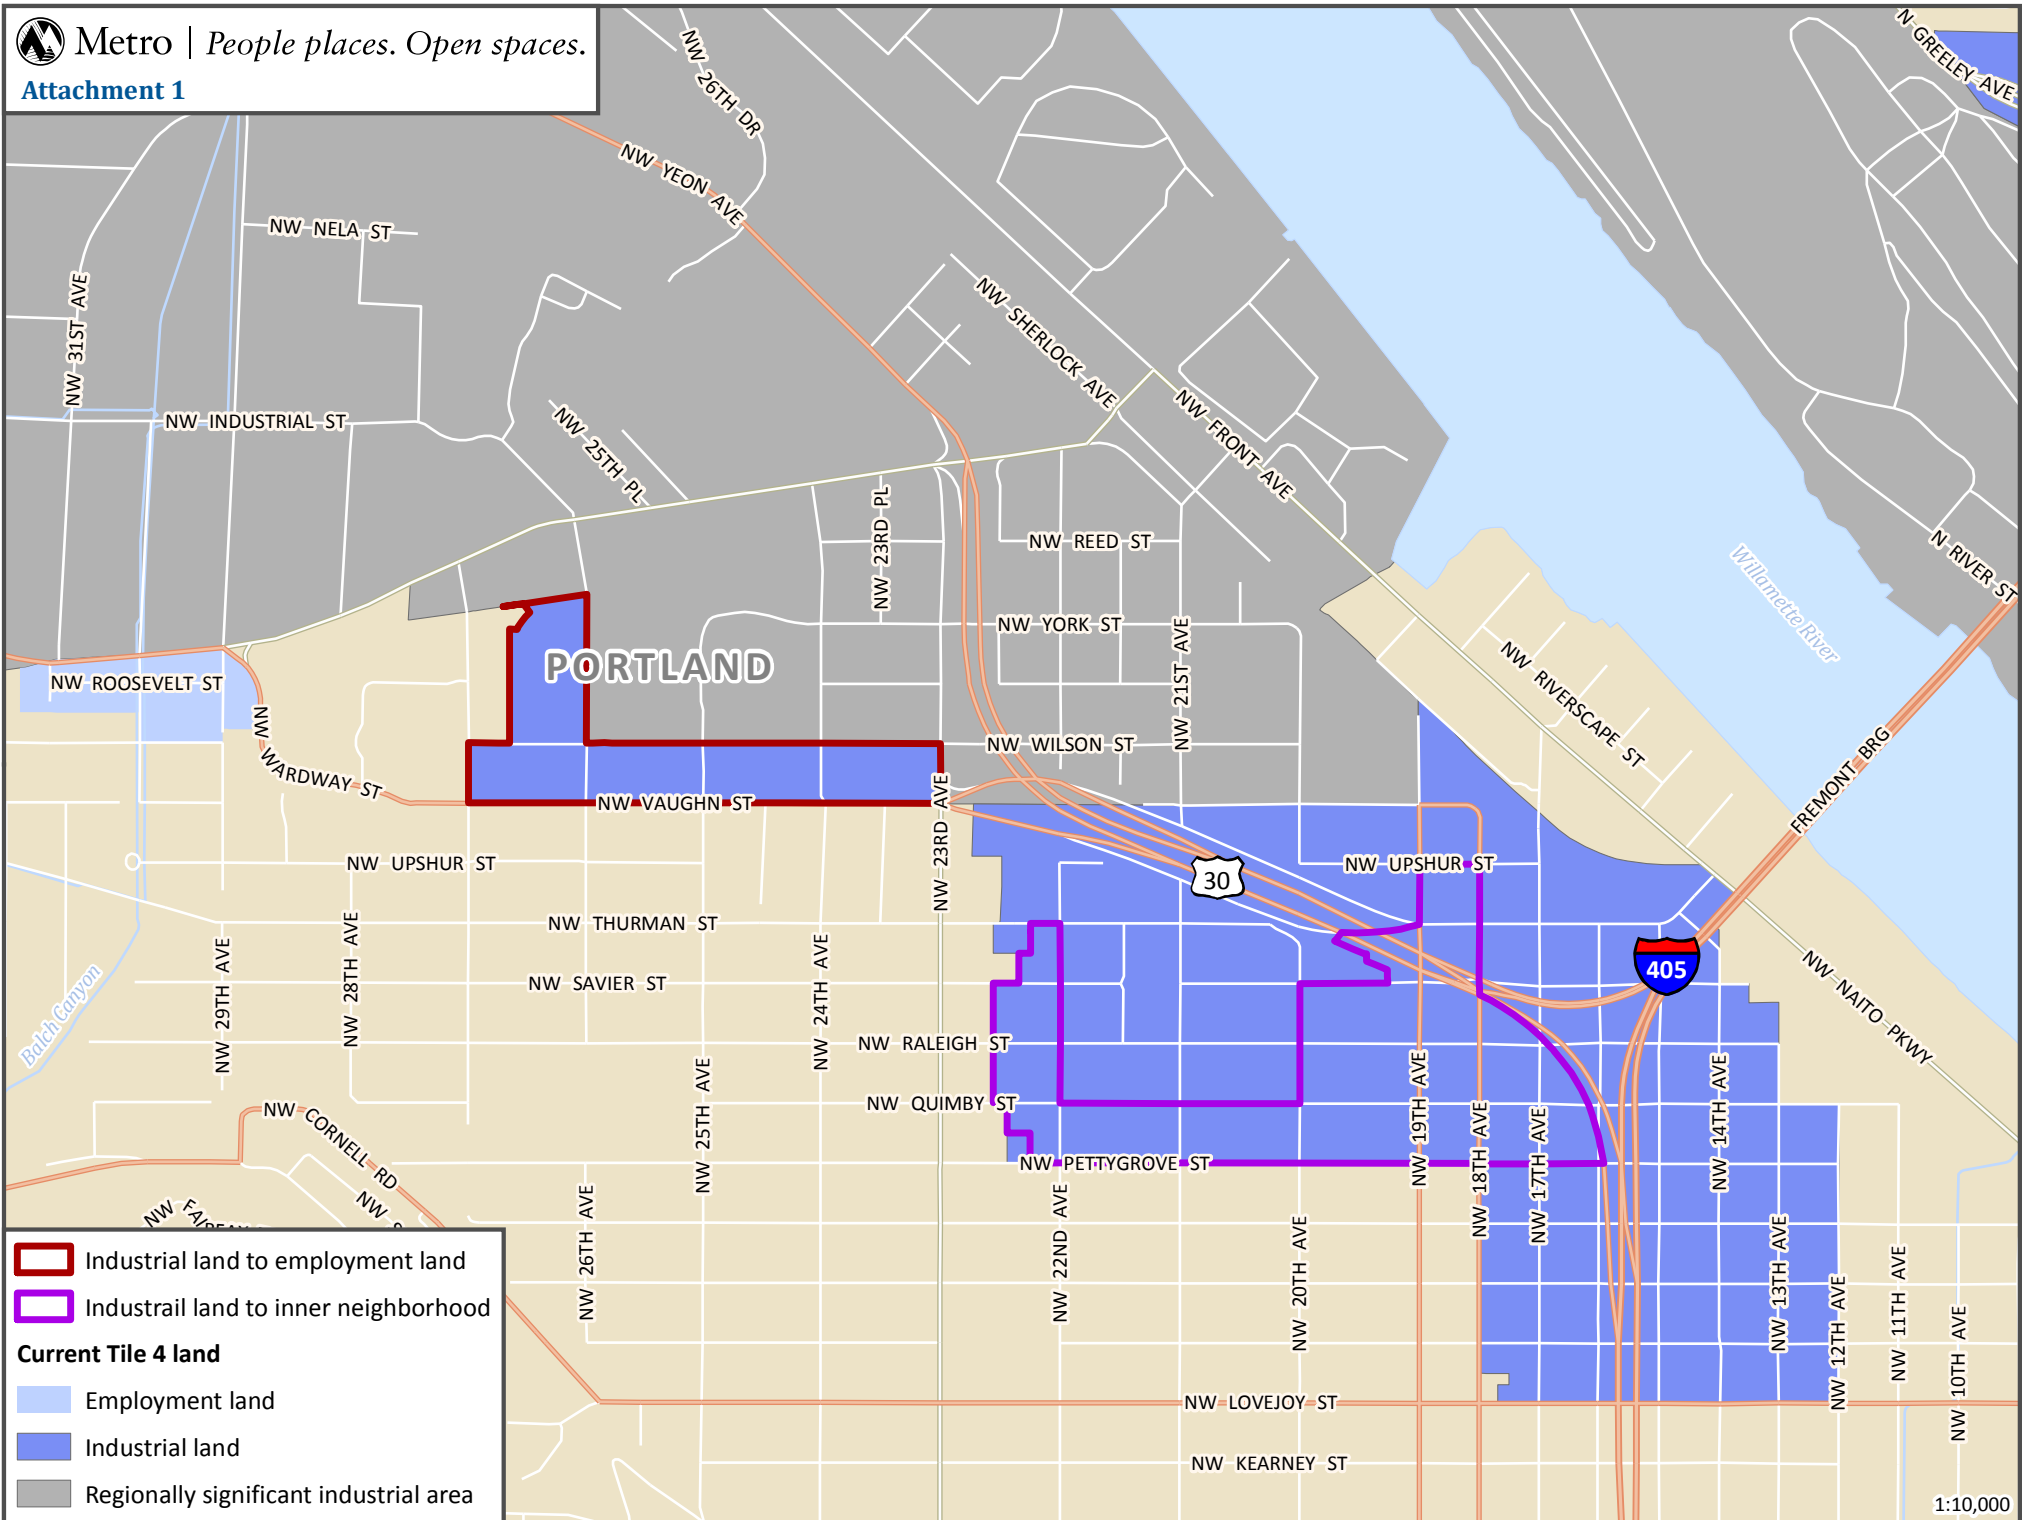 Metro | People places. Open spaces.
Attachment 1
N GREELEY AVE
NW 26TH DR
NW YEON AVE
NW NELA ST
NW 31ST AVE
NW SHERLOCK AVE
NW INDUSTRIAL ST
NW 25TH PL
NW FRONT AVE
NW 23RD PL
NW REED ST
N RIVER ST
Willamette River
NW YORK ST
NW 21ST AVE
PORTLAND
NW ROOSEVELT ST
NW RIVERSCAPE ST
NW WARDWAY ST
NW WILSON ST
FREMONT BRG
NW VAUGHN ST
NW 23RD AVE
NW UPSHUR ST
NW UPSHUR ST
30
NW THURMAN ST
NW 29TH AVE
NW 28TH AVE
NW 24TH AVE
405
NW NAITO PKWY
NW SAVIER ST
Balch Canyon
NW RALEIGH ST
NW 25TH AVE
NW 19TH AVE
NW 14TH AVE
NW QUIMBY ST
NW CORNELL RD
NW 18TH AVE
NW 17TH AVE
NW PETTYGROVE ST
NW 26TH AVE
NW 22ND AVE
NW 20TH AVE
NW 13TH AVE
NW 12TH AVE
NW 11TH AVE
NW 10TH AVE
NW
NW
NW LOVEJOY ST
NW KEARNEY ST
Industrial land to employment land
Industrail land to inner neighborhood
Current Tile 4 land
Employment land
Industrial land
Regionally significant industrial area
1:10,000